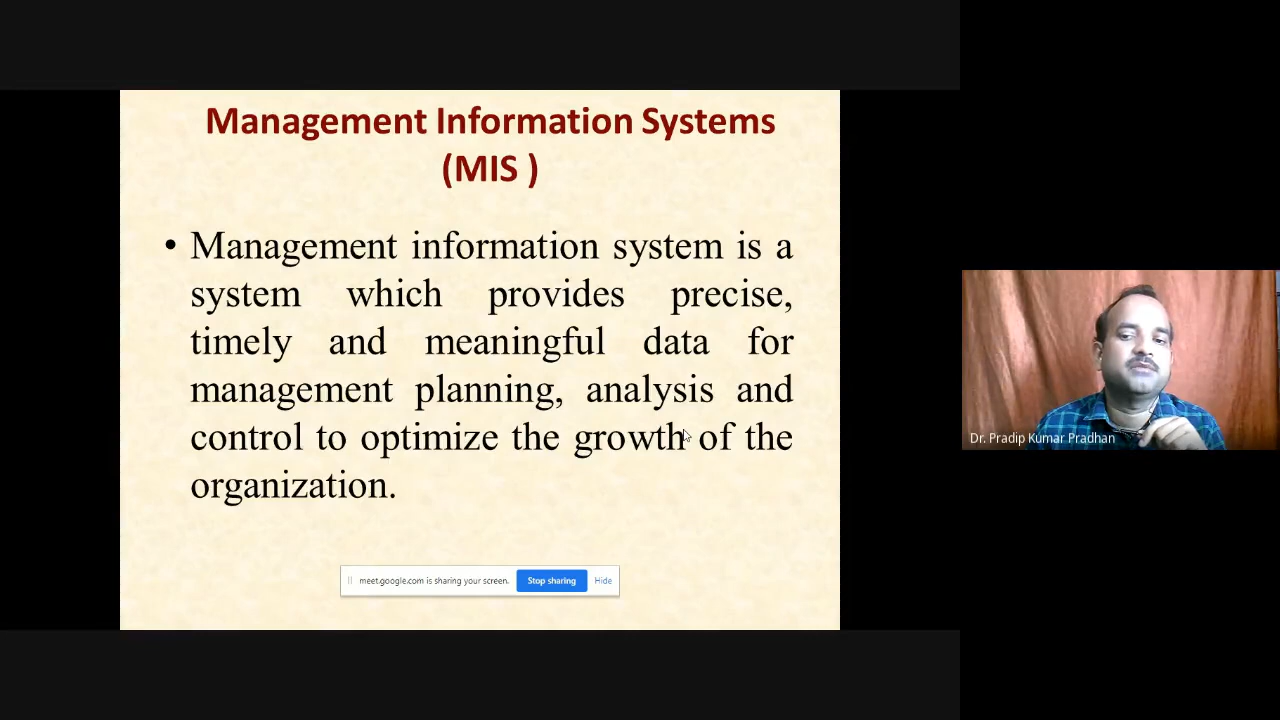 Management Information Systems
(MIS )
• Management information system is a
system which provides precise,
timely and meaningful data for
management planning, analysis and
control to optimize the growth of the
organization.
meet.google.com is sharing your screen. Stop sharing Hide
Dr. Pradip Kumar Pradhan